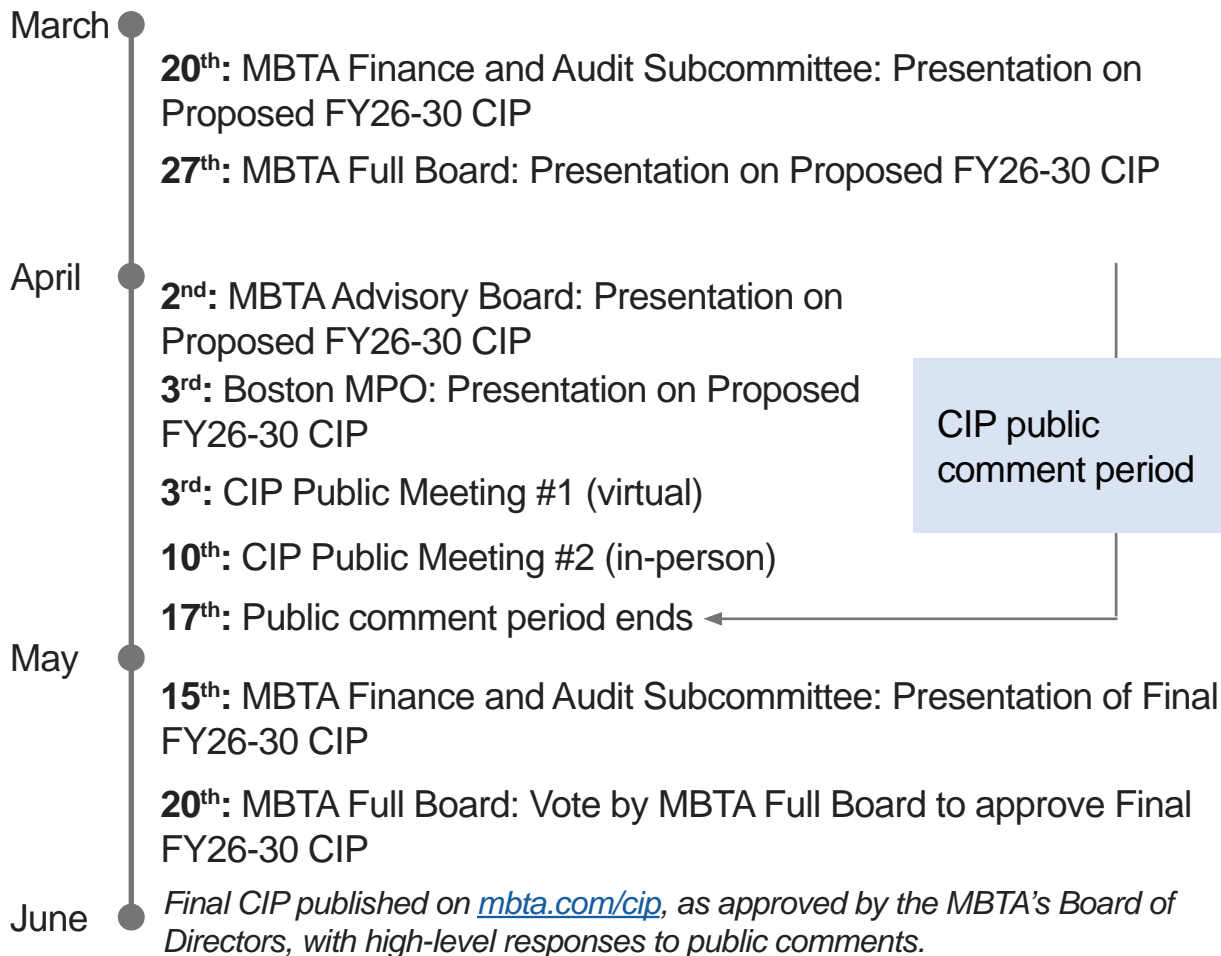 March
20th: MBTA Finance and Audit Subcommittee: Presentation on
Proposed FY26-30 CIP
27th: MBTA Full Board: Presentation on Proposed FY26-30 CIP
April
2nd: MBTA Advisory Board: Presentation on
Proposed FY26-30 CIP
3rd: Boston MPO: Presentation on Proposed
FY26-30 CIP
3rd: CIP Public Meeting #1 (virtual)
10th: CIP Public Meeting #2 (in-person)
17th: Public comment period ends
CIP public
comment period
May
15th: MBTA Finance and Audit Subcommittee: Presentation of Final
FY26-30 CIP
20th: MBTA Full Board: Vote by MBTA Full Board to approve Final
FY26-30 CIP
June
Final CIP published on mbta.com/cip, as approved by the MBTA's Board of
Directors, with high-level responses to public comments.